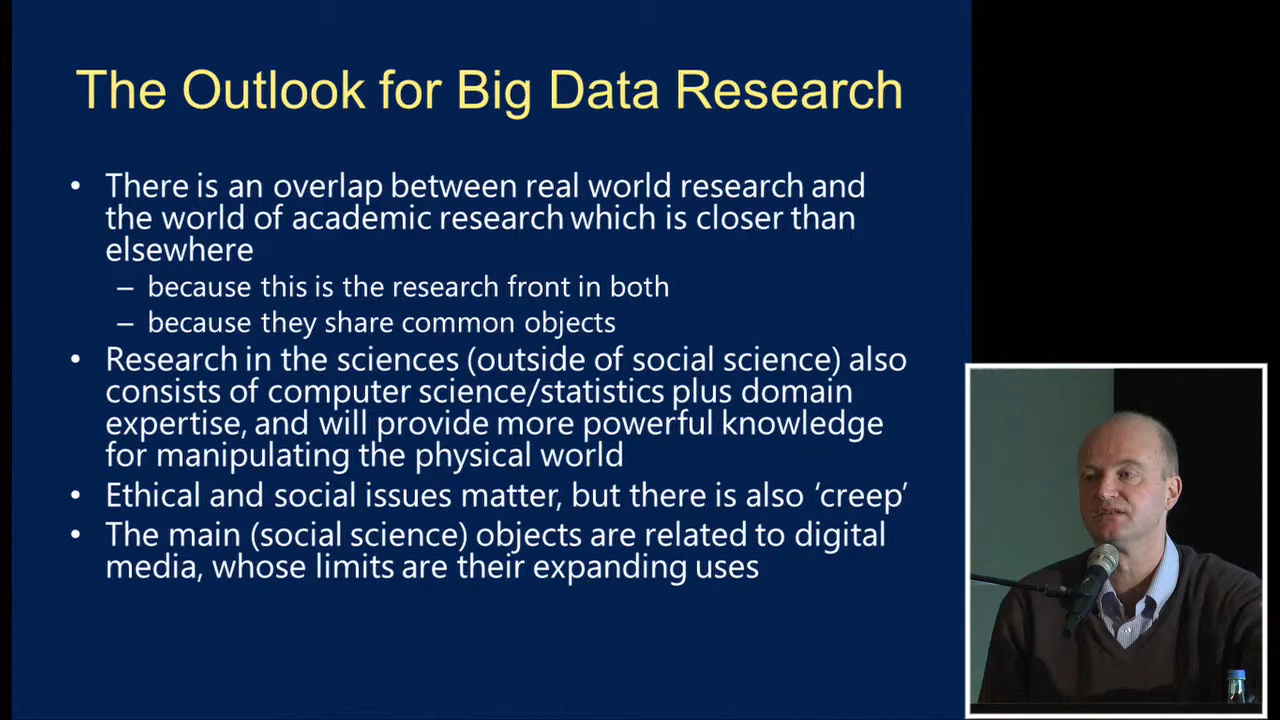 The Outlook for Big Data Research
• There is an overlap between real world research and
the world of academic research which is closer than
elsewhere
– because this is the research front in both
– because they share common objects
• Research in the sciences (outside of social science) also
consists of computer science/statistics plus domain
expertise, and will provide more powerful knowledge
for manipulating the physical world
• Ethical and social issues matter, but there is also ‘creep’
• The main (social science) objects are related to digital
media, whose limits are their expanding uses